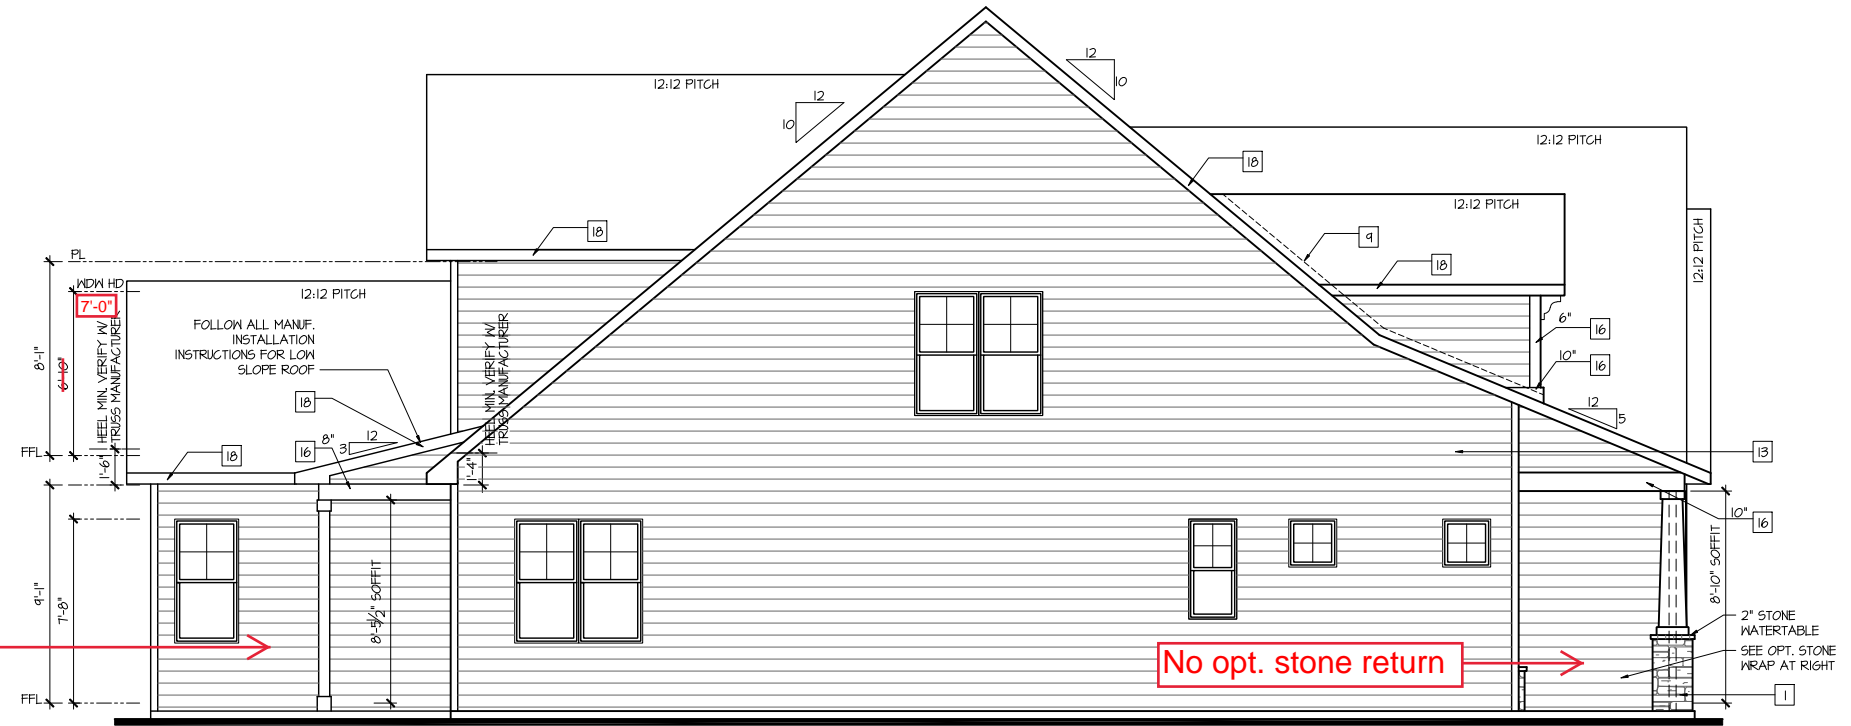 12
10
12:12 PITCH
12
10
12:12 PITCH
18
12:12 PITCH
12:12 PITCH
18
9
18
PL
WDW HD
7'-0"
12:12 PITCH
8'-1"
6'-10"
HEEL MIN. VERIFY W/
TRUSS MANUFACTURER
FOLLOW ALL MANUF.
INSTALLATION
INSTRUCTIONS FOR LOW
SLOPE ROOF
HEEL MIN. VERIFY W/
TRUSS MANUFACTURER
6"
16
10"
16
18
12
5
8"
12
3
FFL
18
16
1'-6"
1'-4"
13
10"
16
9'-1"
7'-8"
8'-5 1/2" SOFFIT
8'-10" SOFFIT
2" STONE
WATERTABLE
No opt. stone return
SEE OPT. STONE
WRAP AT RIGHT
FFL
1